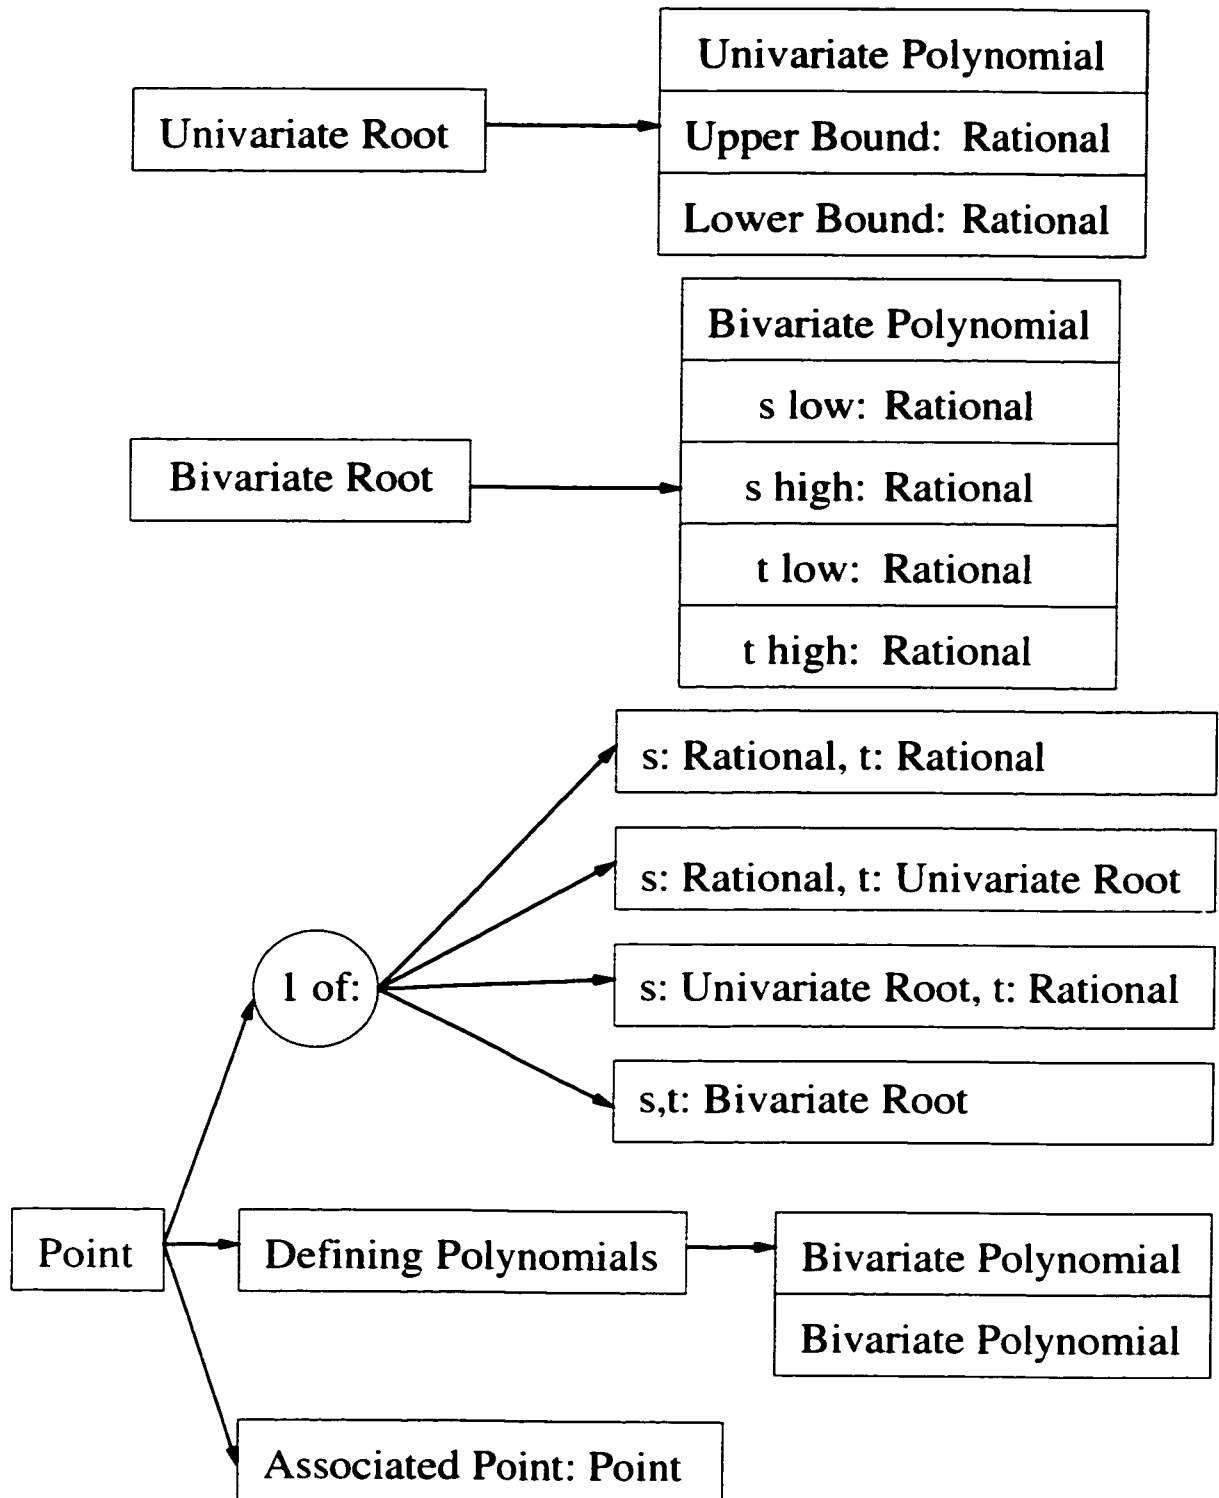 Univariate Polynomial
Univariate Root
Upper Bound: Rational
Lower Bound: Rational
Bivariate Polynomial
s low: Rational
Bivariate Root
s high: Rational
t low: Rational
t high: Rational
s: Rational, t: Rational
s: Rational, t: Univariate Root
1 of:
s: Univariate Root, t: Rational
s,t: Bivariate Root
Point
Defining Polynomials
Bivariate Polynomial
Bivariate Polynomial
Associated Point: Point